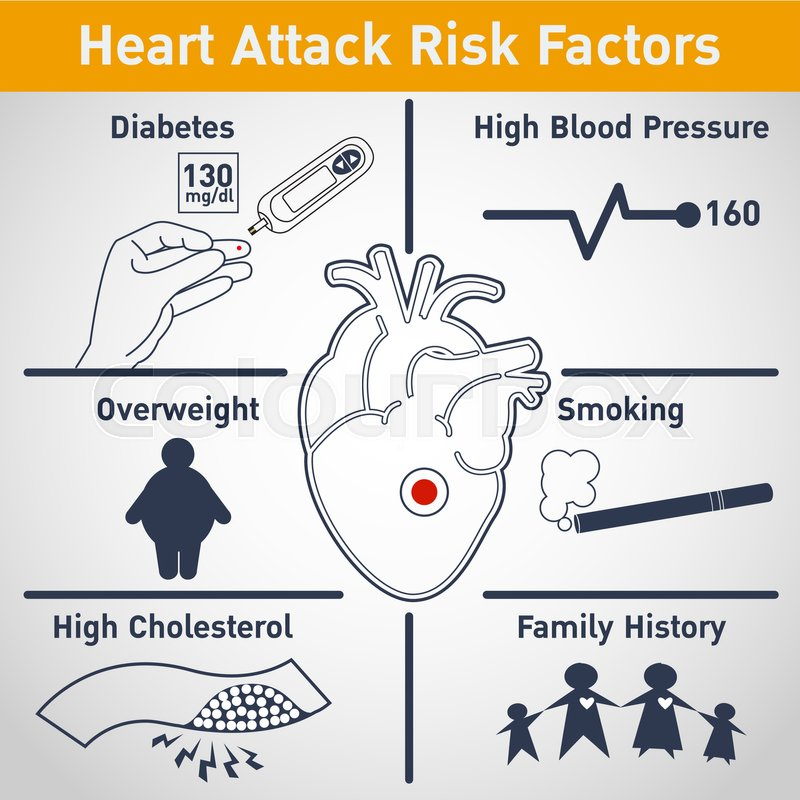 Heart Attack Risk Factors
Diabetes
130
mg/dl
High Blood Pressure
160
Overweight
Smoking
colourbox
High Cholesterol
Family History